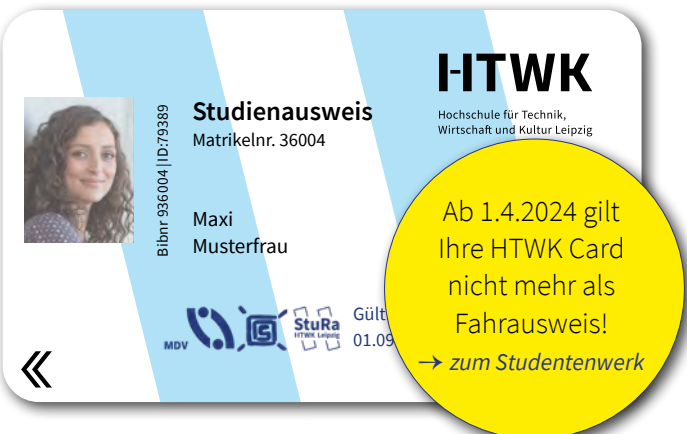 HTWK
Hochschule für Technik,
Wirtschaft und Kultur Leipzig
Studienausweis
Matrikelnr. 36004
Bibnr 936004|ID:79389
Maxi
Musterfrau
MDV
StuRa
HTWK Leipzig
Gült
01.09
Ab 1.4.2024 gilt
Ihre HTWK Card
nicht mehr als
Fahrausweis!
→ zum Studentenwerk